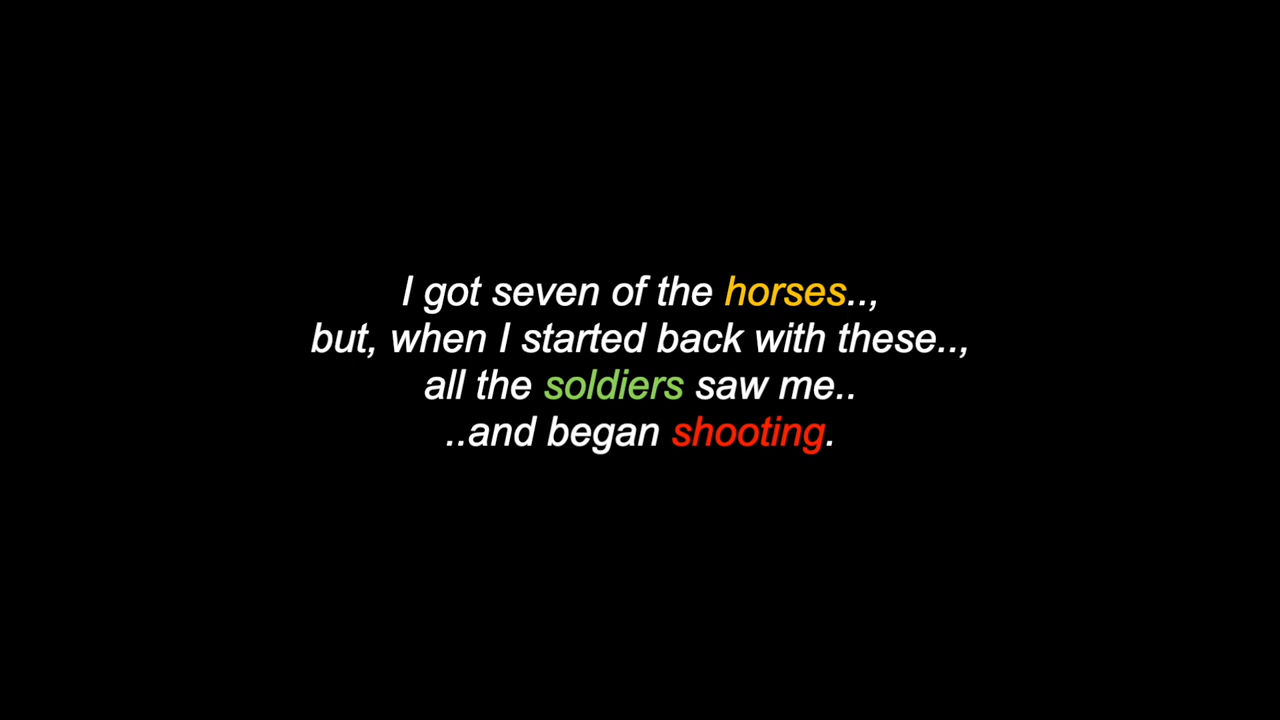 I got seven of the horses..,
but, when I started back with these..,
all the soldiers saw me..
..and began shooting.